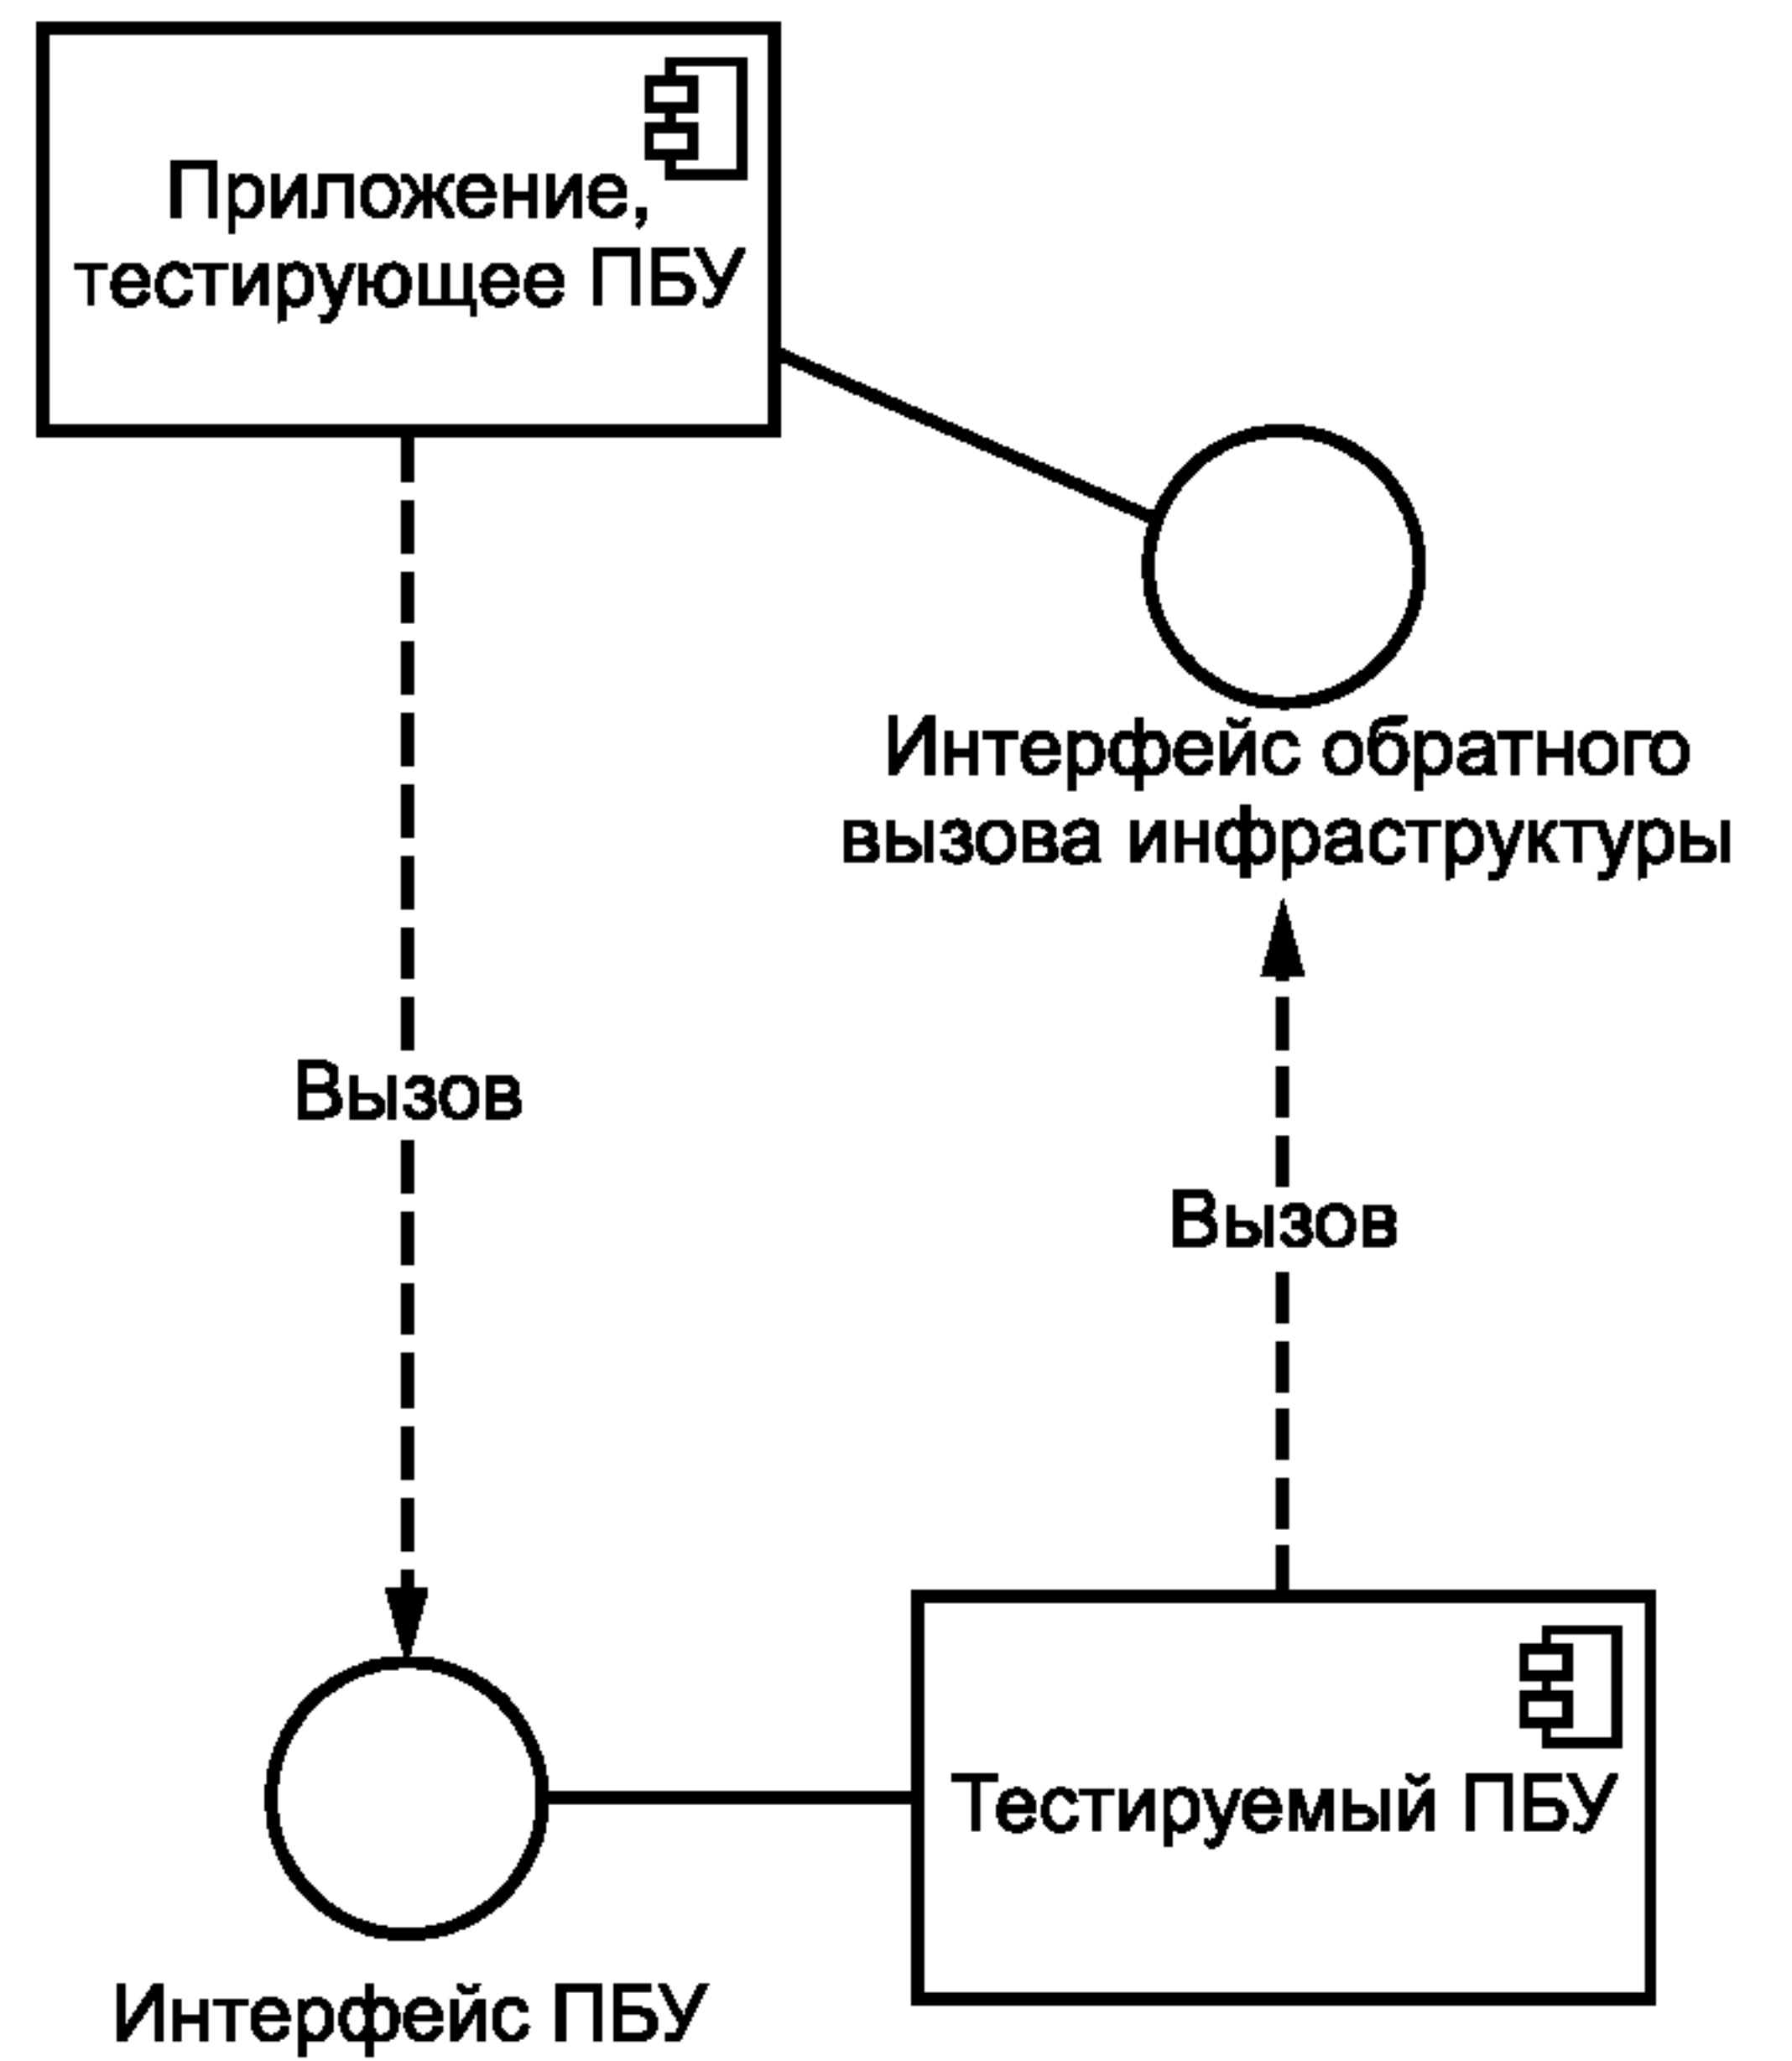 Приложение,
тестирующее ПБУ
Интерфейс обратного
вызова инфраструктуры
Вызов
Вызов
Тестируемый ПБУ
Интерфейс ПБУ